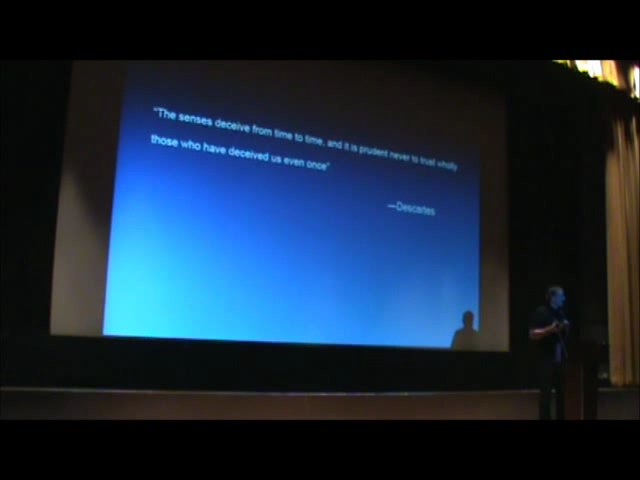 "The senses deceive from time to time, and it is prudent never to trust wholly
those who have deceived us even once"
—Descartes